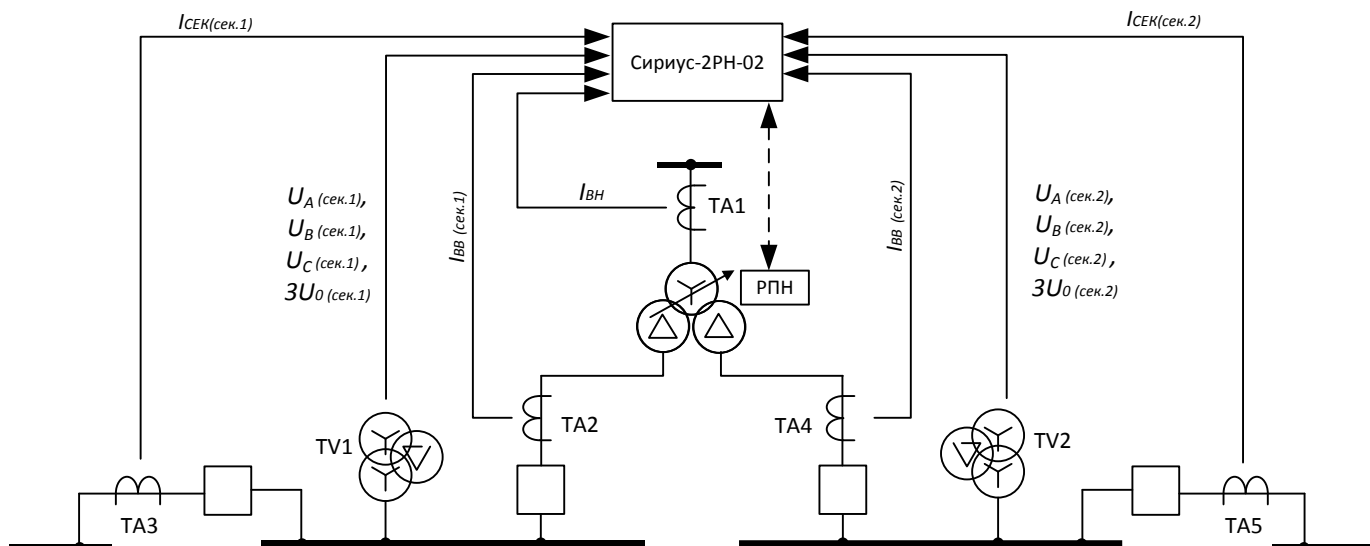 IСЕК(сек.1)
IСЕК(сек.2)
Сириус-2РН-02
IВВ (сек.1)
IВН
TA1
IВВ (сек.2)
UA (сек.1),
UB (сек.1),
UC (сек.1) ,
3U0 (сек.1)
UA (сек.2),
UB (сек.2),
UC (сек.2) ,
3U0 (сек.2)
РПН
TV1
TA2
TA4
TV2
TA3
TA5